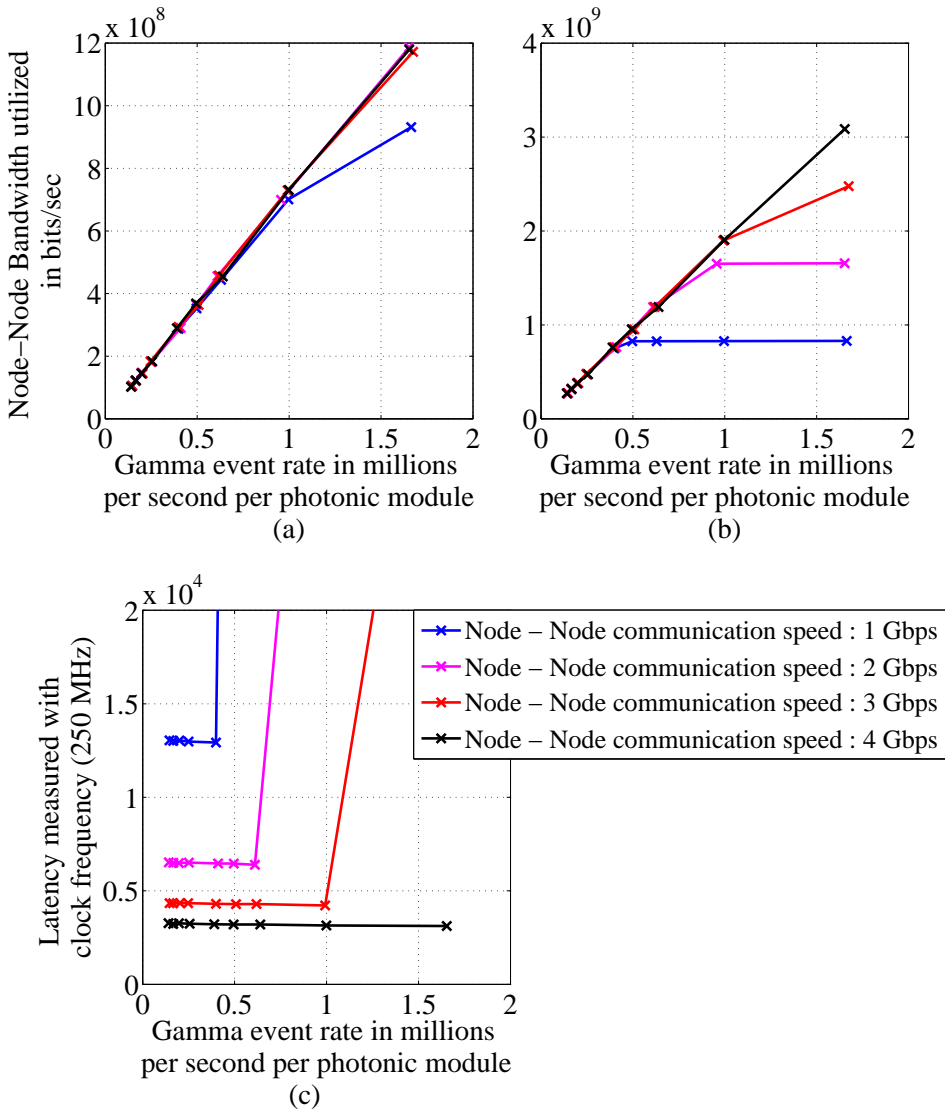 x 10^8
12
10
8
6
4
2
0
0 0.5 1 1.5 2
Node–Node Bandwidth utilized
in bits/sec
Gamma event rate in millions
per second per photonic module
(a)
x 10^9
4
3
2
1
0
0 0.5 1 1.5 2
Gamma event rate in millions
per second per photonic module
(b)
x 10^4
2
1.5
1
0.5
0
0 0.5 1 1.5 2
Latency measured with
clock frequency (250 MHz)
Gamma event rate in millions
per second per photonic module
(c)
Node – Node communication speed : 1 Gbps
Node – Node communication speed : 2 Gbps
Node – Node communication speed : 3 Gbps
Node – Node communication speed : 4 Gbps